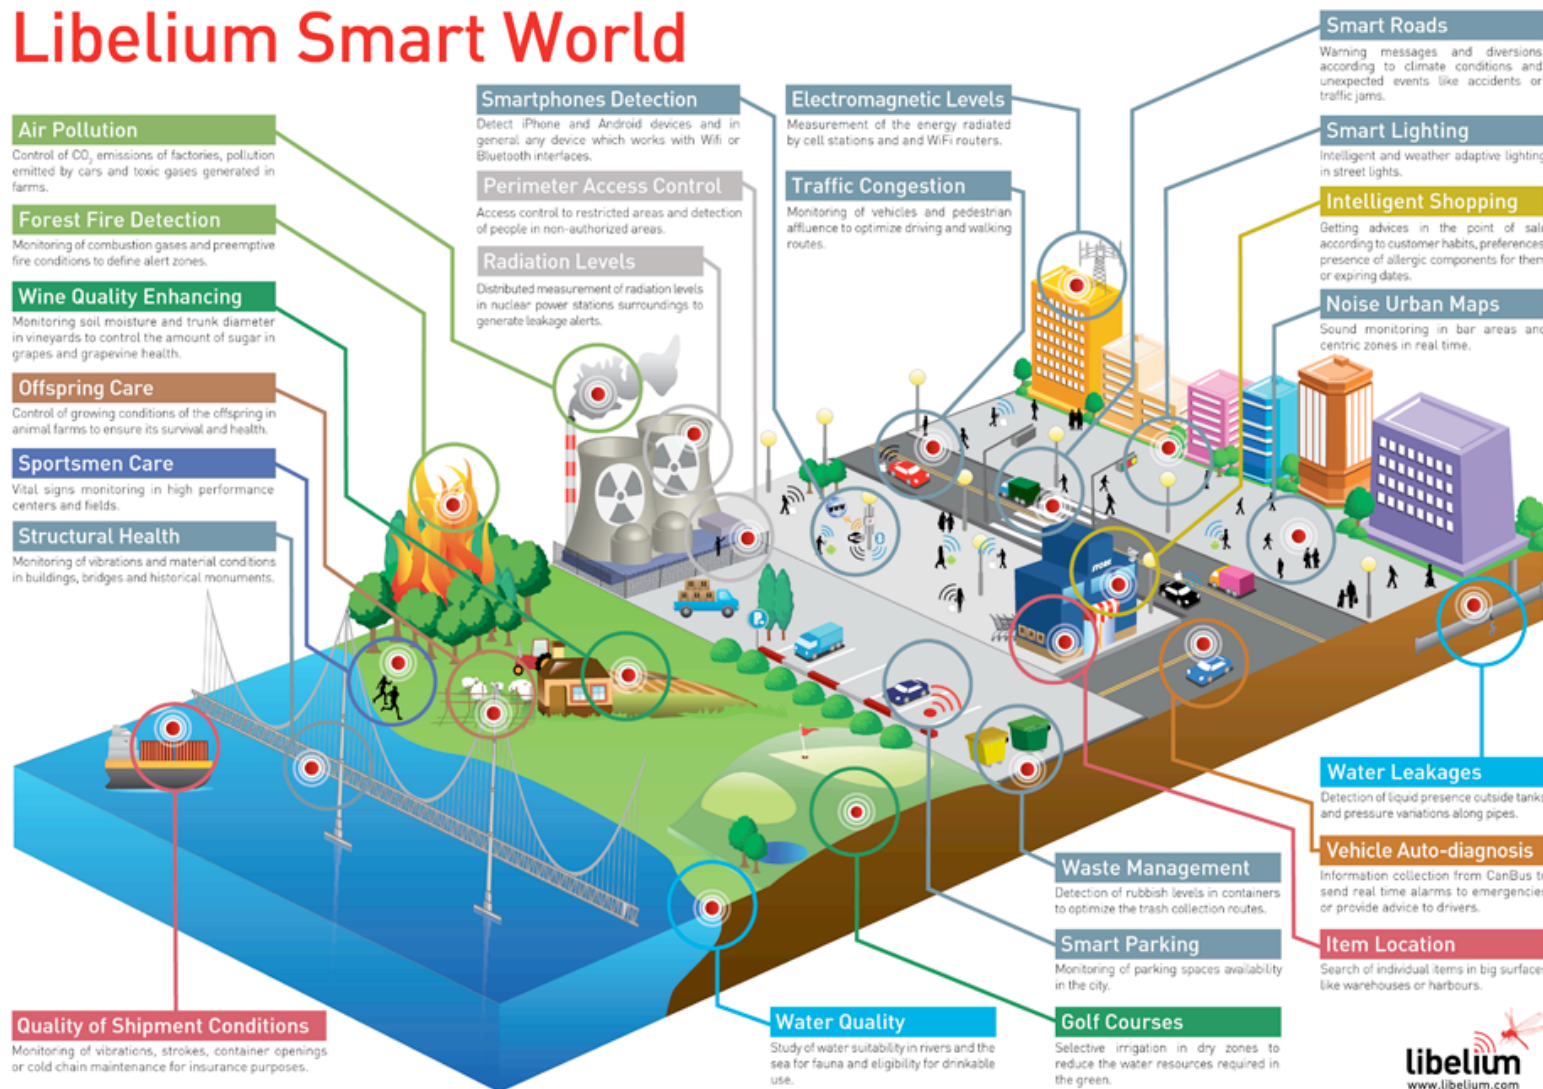 Libelium Smart World
Air Pollution
Control of CO₂ emissions of factories, pollution
emitted by cars and toxic gases generated in
farms.
Forest Fire Detection
Monitoring of combustion gases and preemptive
fire conditions to define alert zones.
Wine Quality Enhancing
Monitoring soil moisture and trunk diameter
in vineyards to control the amount of sugar in
grapes and grapevine health.
Offspring Care
Control of growing conditions of the offspring in
animal farms to ensure its survival and health.
Sportsmen Care
Vital signs monitoring in high performance
centers and fields.
Structural Health
Monitoring of vibrations and material conditions
in buildings, bridges and historical monuments.
Quality of Shipment Conditions
Monitoring of vibrations, strokes, container openings
or cold chain maintenance for insurance purposes.
Smartphones Detection
Detect iPhone and Android devices and in
general any device which works with Wifi or
Bluetooth interfaces.
Perimeter Access Control
Access control to restricted areas and detection
of people in non-authorized areas.
Radiation Levels
Distributed measurement of radiation levels
in nuclear power stations surroundings to
generate leakage alerts.
Electromagnetic Levels
Measurement of the energy radiated
by cell stations and and WiFi routers.
Traffic Congestion
Monitoring of vehicles and pedestrian
affluence to optimize driving and walking
routes.
Smart Roads
Warning messages and diversions
according to climate conditions and
unexpected events like accidents or
traffic jams.
Smart Lighting
Intelligent and weather adaptive lighting
in street lights.
Intelligent Shopping
Getting advices in the point of sale
according to customer habits, preferences,
presence of allergic components for them
or expiring dates.
Noise Urban Maps
Sound monitoring in bar areas and
centric zones in real time.
www
STORE
P
Water Leakages
Detection of liquid presence outside tanks
and pressure variations along pipes.
Vehicle Auto-diagnosis
Information collection from CanBus to
send real time alarms to emergencies
or provide advice to drivers.
Item Location
Search of individual items in big surfaces
like warehouses or harbours.
Waste Management
Detection of rubbish levels in containers
to optimize the trash collection routes.
Smart Parking
Monitoring of parking spaces availability
in the city.
Golf Courses
Selective irrigation in dry zones to
reduce the water resources required in
the green.
Water Quality
Study of water suitability in rivers and the
sea for fauna and eligibility for drinkable
use.
libelium
www.libelium.com